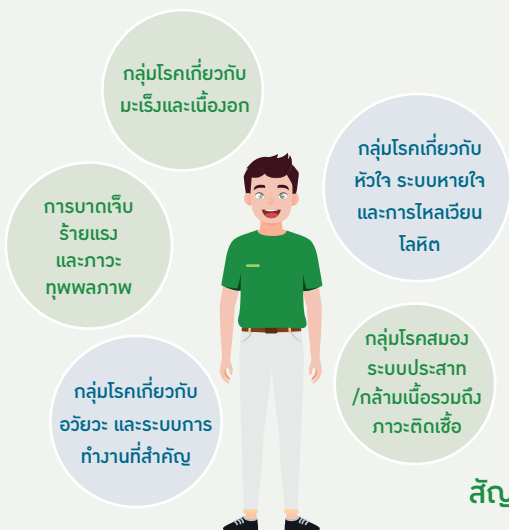 กลุ่มโรคเกี่ยวกับ
มะเร็งและเนื้องอก
กลุ่มโรคเกี่ยวกับ
หัวใจ ระบบหายใจ
และการไหลเวียน
โลหิต
การบาดเจ็บ
ร้ายแรง
และภาวะ
ทุพพลภาพ
กลุ่มโรคสมอง
ระบบประสาท
/กล้ามเนื้อรวมถึง
ภาวะติดเชื้อ
กลุ่มโรคเกี่ยวกับ
อวัยวะ และระบบการ
ทำงานที่สำคัญ
สัญ